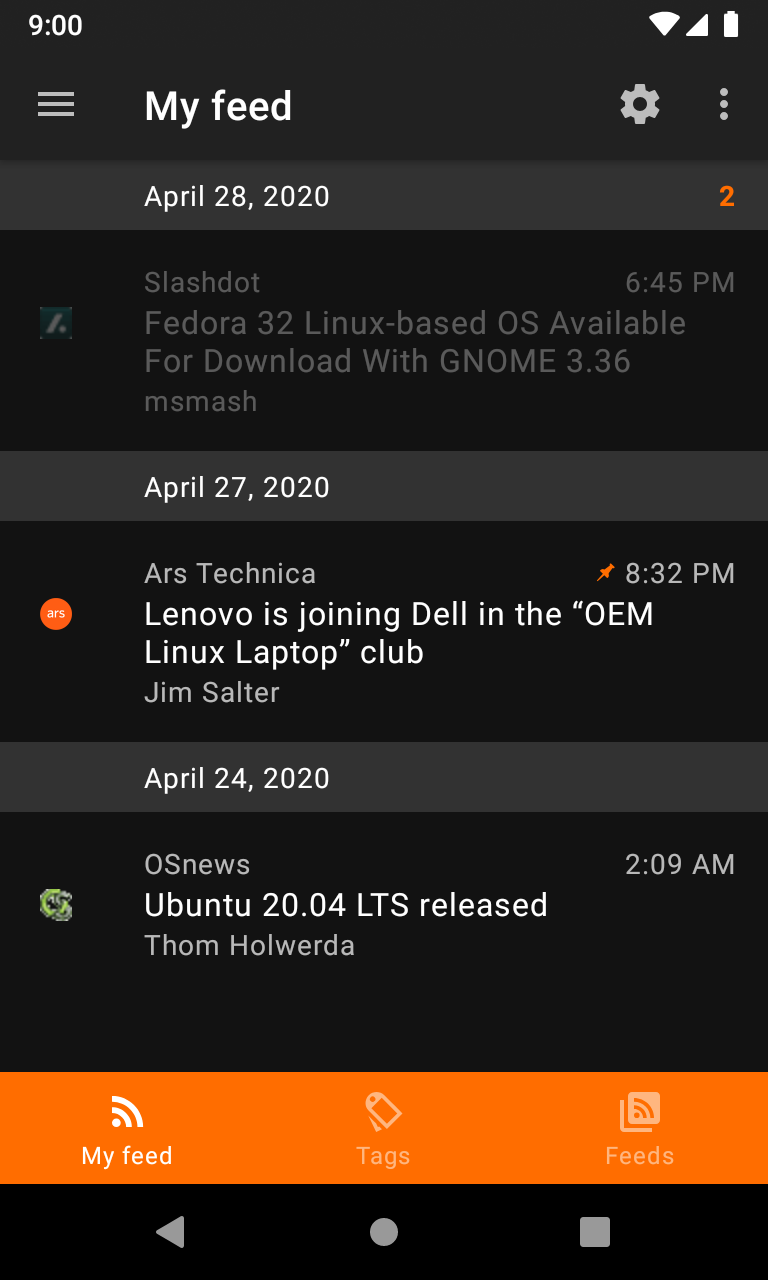 9:00
My feed
April 28, 2020 2
Slashdot 6:45 PM
Fedora 32 Linux-based OS Available
For Download With GNOME 3.36
msmash
April 27, 2020
Ars Technica 8:32 PM
ars
Lenovo is joining Dell in the “OEM
Linux Laptop” club
Jim Salter
April 24, 2020
OSnews 2:09 AM
Ubuntu 20.04 LTS released
Thom Holwerda
My feed Tags Feeds